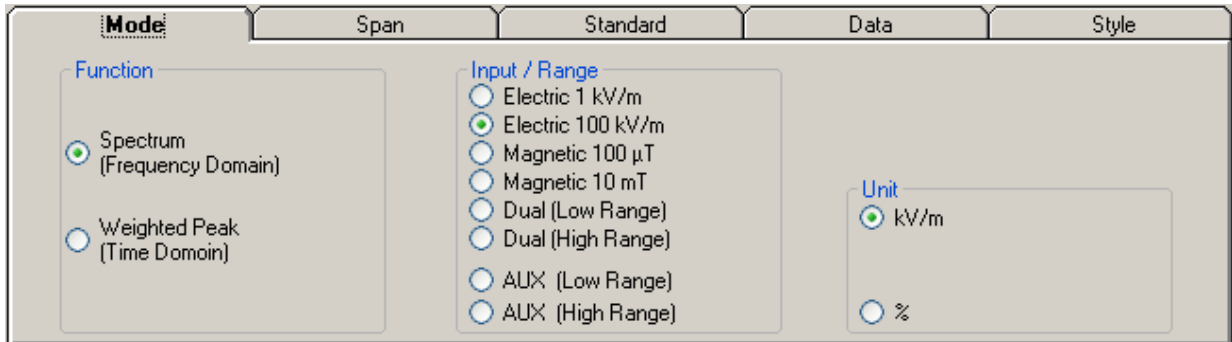 Mode Span Standard Data Style
Function
Spectrum
(Frequency Domain)
Weighted Peak
(Time Domoin)
Input / Range
Electric 1 kV/m
Electric 100 kV/m
Magnetic 100 µT
Magnetic 10 mT
Dual (Low Range)
Dual (High Range)
AUX (Low Range)
AUX (High Range)
Unit
kV/m
%